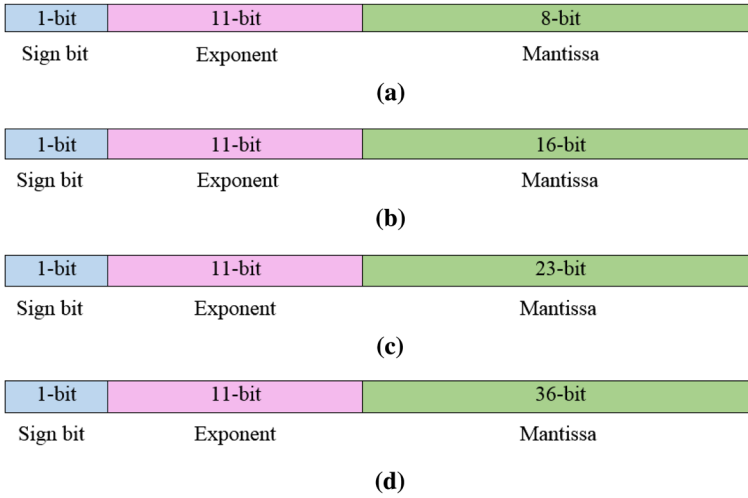 1-bit 11-bit 8-bit
Sign bit Exponent Mantissa
(a)
1-bit 11-bit 16-bit
Sign bit Exponent Mantissa
(b)
1-bit 11-bit 23-bit
Sign bit Exponent Mantissa
(c)
1-bit 11-bit 36-bit
Sign bit Exponent Mantissa
(d)